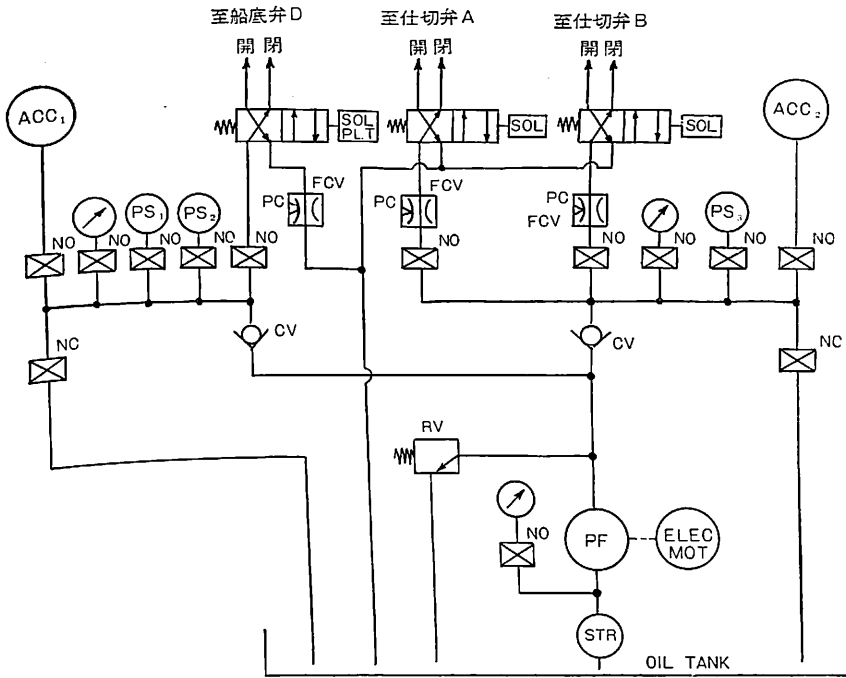 至船底弁D
至仕切弁A
至仕切弁B
開 閉
開 閉
開 閉
ACC₁
SOL
PL.T
SOL
SOL
ACC₂
PS₁
PS₂
PC
FCV
PC
FCV
PC
FCV
PS₃
NO
NO
NO
NO
NO
NO
NO
NO
NO
NO
NC
CV
CV
NC
RV
NO
PF
ELEC
MOT
STR
OIL TANK